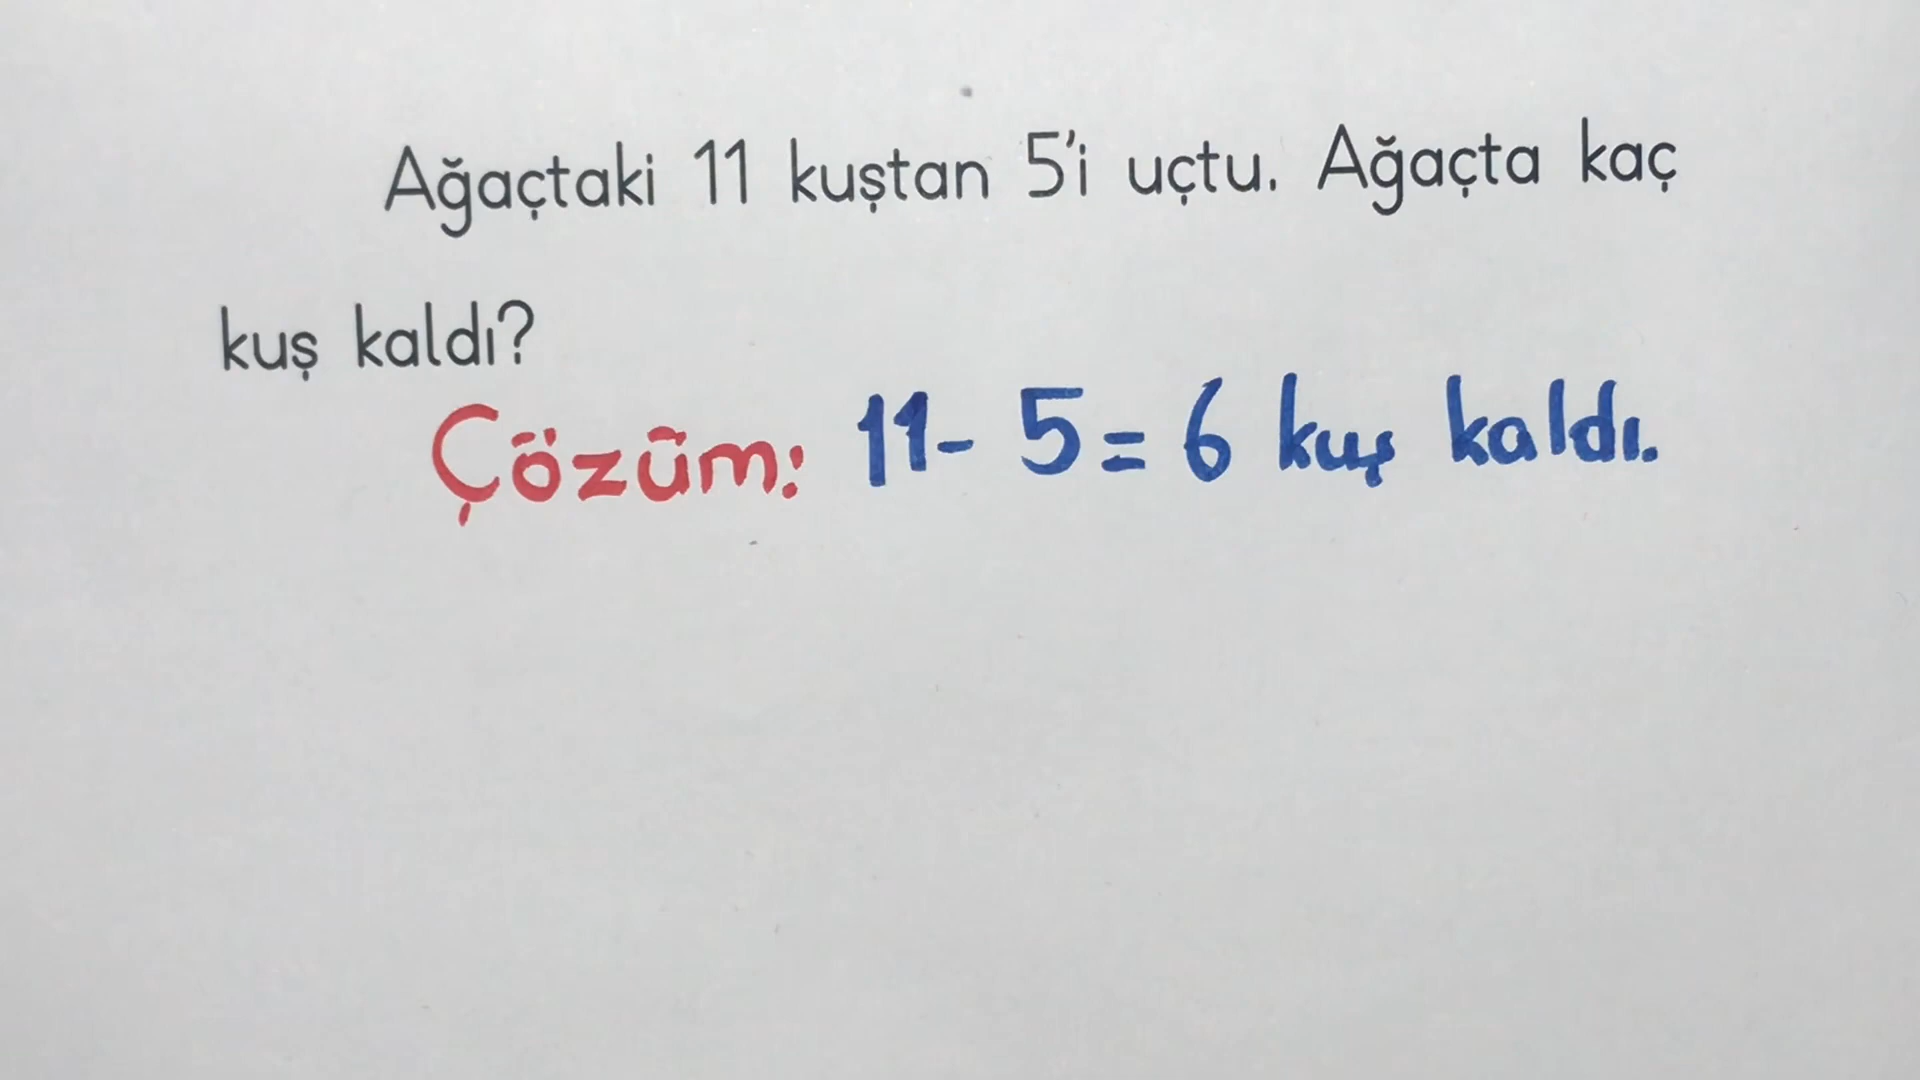 Ağaçtaki 11 kuştan 5'i uçtu. Ağaçta kaç
kuş kaldı?
Çözüm: 11- 5= 6 kuş kaldı.